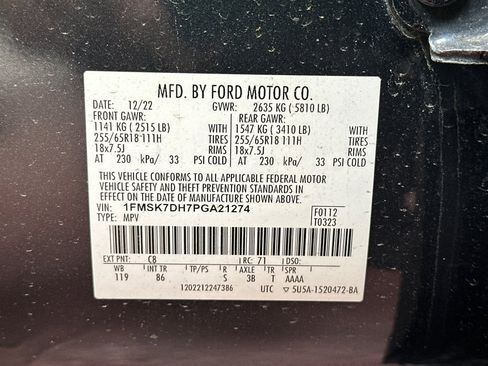 MFD. BY FORD MOTOR CO.
DATE: 12/22 GVWR: 2635 KG ( 5810 LB)
FRONT GAWR: REAR GAWR:
1141 KG ( 2515 LB) WITH 1547 KG ( 3410 LB) WITH
255/65R18 111H TIRES 255/65R18 111H TIRES
18x7.5J RIMS 18x7.5J RIMS
AT 230 kPa/ 33 PSI COLD AT 230 kPa/ 33 PSI COLD
THIS VEHICLE CONFORMS TO ALL APPLICABLE FEDERAL MOTOR
VEHICLE SAFETY AND THEFT PREVENTION STANDARDS IN
EFFECT ON THE DATE OF MANUFACTURE SHOWN ABOVE.
VIN: 1FMSK7DH7PGA21274 F0112
TYPE: MPV T0323
EXT PNT: C8 RC: 71 DSO:
WB INT TR TP/PS R AXLE TR SPR
119 86 S 3B T AAAA
1202212247386 UTC ▽ 5U5A-1520472-BA